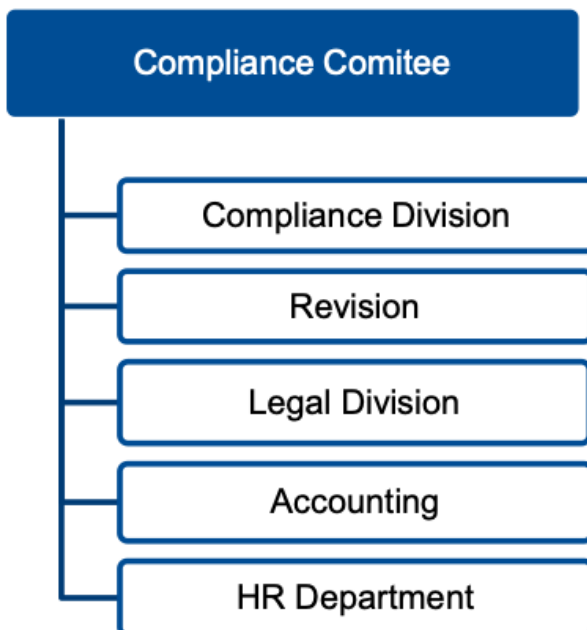 Compliance Comitee
Compliance Division
Revision
Legal Division
Accounting
HR Department